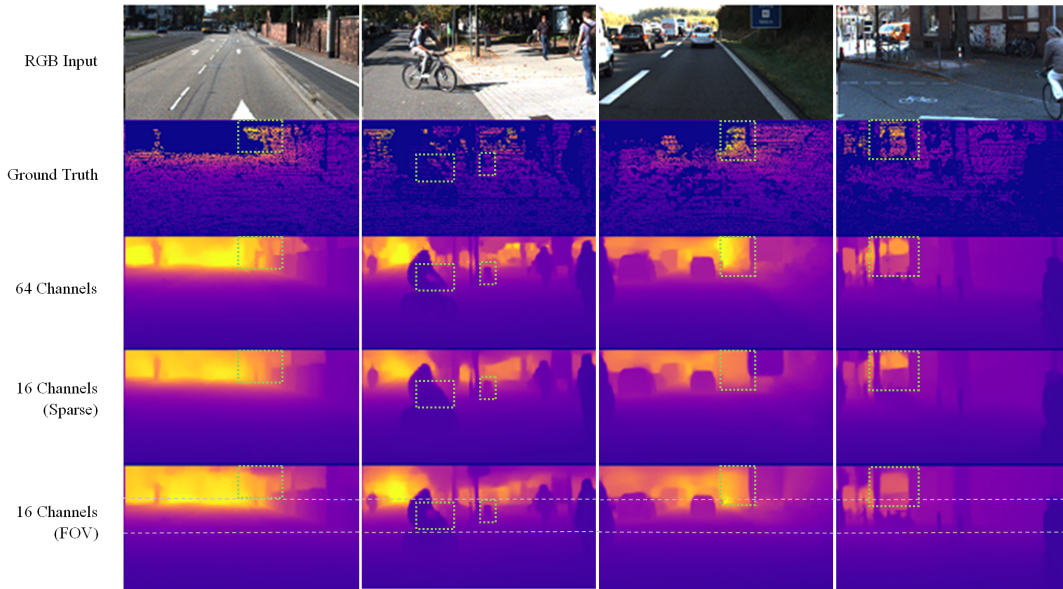 RGB Input
Ground Truth
64 Channels
16 Channels
(Sparse)
16 Channels
(FOV)